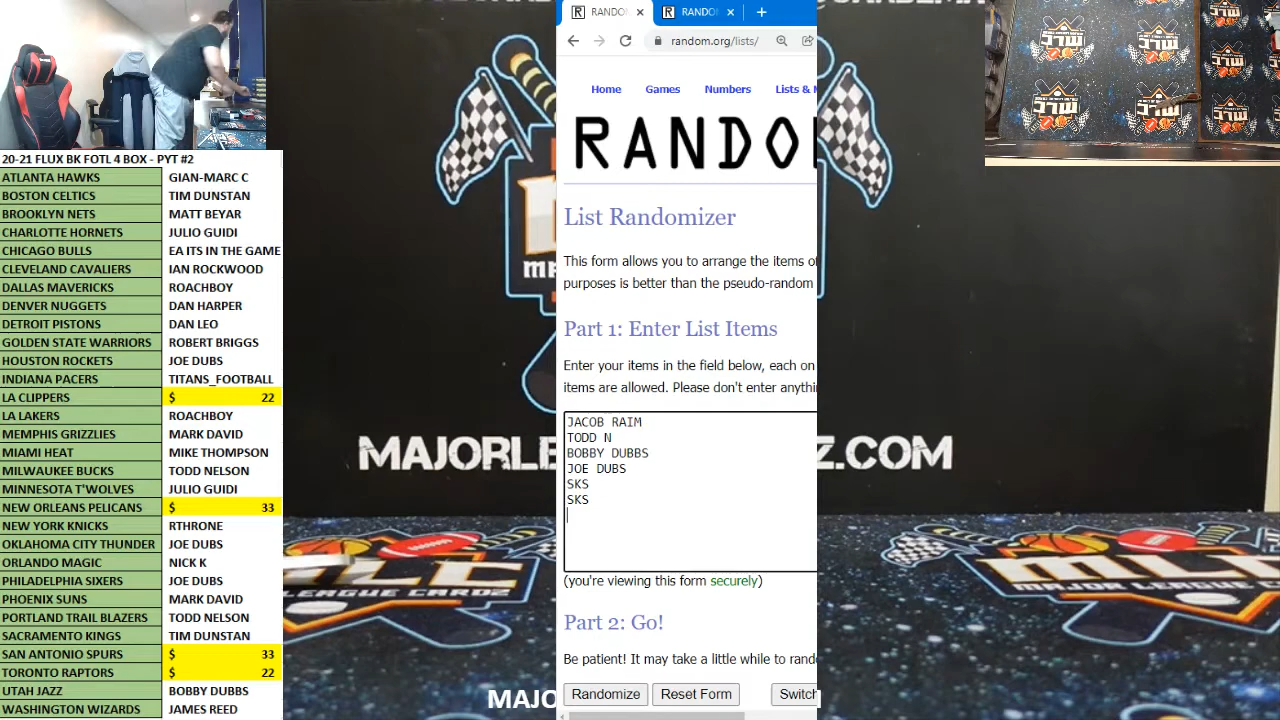 20-21 FLUX BK FOTL 4 BOX - PYT #2
ATLANTA HAWKS GIAN-MARC C
BOSTON CELTICS TIM DUNSTAN
BROOKLYN NETS MATT BEYAR
CHARLOTTE HORNETS JULIO GUIDI
CHICAGO BULLS EA ITS IN THE GAME
CLEVELAND CAVALIERS IAN ROCKWOOD
DALLAS MAVERICKS ROACHBOY
DENVER NUGGETS DAN HARPER
DETROIT PISTONS DAN LEO
GOLDEN STATE WARRIORS ROBERT BRIGGS
HOUSTON ROCKETS JOE DUBS
INDIANA PACERS TITANS_FOOTBALL
LA CLIPPERS $ 22
LA LAKERS ROACHBOY
MEMPHIS GRIZZLIES MARK DAVID
MIAMI HEAT MIKE THOMPSON
MILWAUKEE BUCKS TODD NELSON
MINNESOTA T'WOLVES JULIO GUIDI
NEW ORLEANS PELICANS $ 33
NEW YORK KNICKS RTHRONE
OKLAHOMA CITY THUNDER JOE DUBS
ORLANDO MAGIC NICK K
PHILADELPHIA SIXERS JOE DUBS
PHOENIX SUNS MARK DAVID
PORTLAND TRAIL BLAZERS TODD NELSON
SACRAMENTO KINGS TIM DUNSTAN
SAN ANTONIO SPURS $ 33
TORONTO RAPTORS $ 22
UTAH JAZZ BOBBY DUBBS
WASHINGTON WIZARDS JAMES REED
RANDO
RANDO
random.org/lists/
Home Games Numbers Lists &
RANDO
List Randomizer
This form allows you to arrange the items of
purposes is better than the pseudo-random
Part 1: Enter List Items
Enter your items in the field below, each on
items are allowed. Please don't enter anythi
JACOB RAIM
TODD N
BOBBY DUBBS
JOE DUBS
SKS
SKS
(you're viewing this form securely)
Part 2: Go!
Be patient! It may take a little while to rand
Randomize Reset Form Switch
MAJORLE
Z.COM
MLC
MAJO
MLC
LEAGUE CARDZ